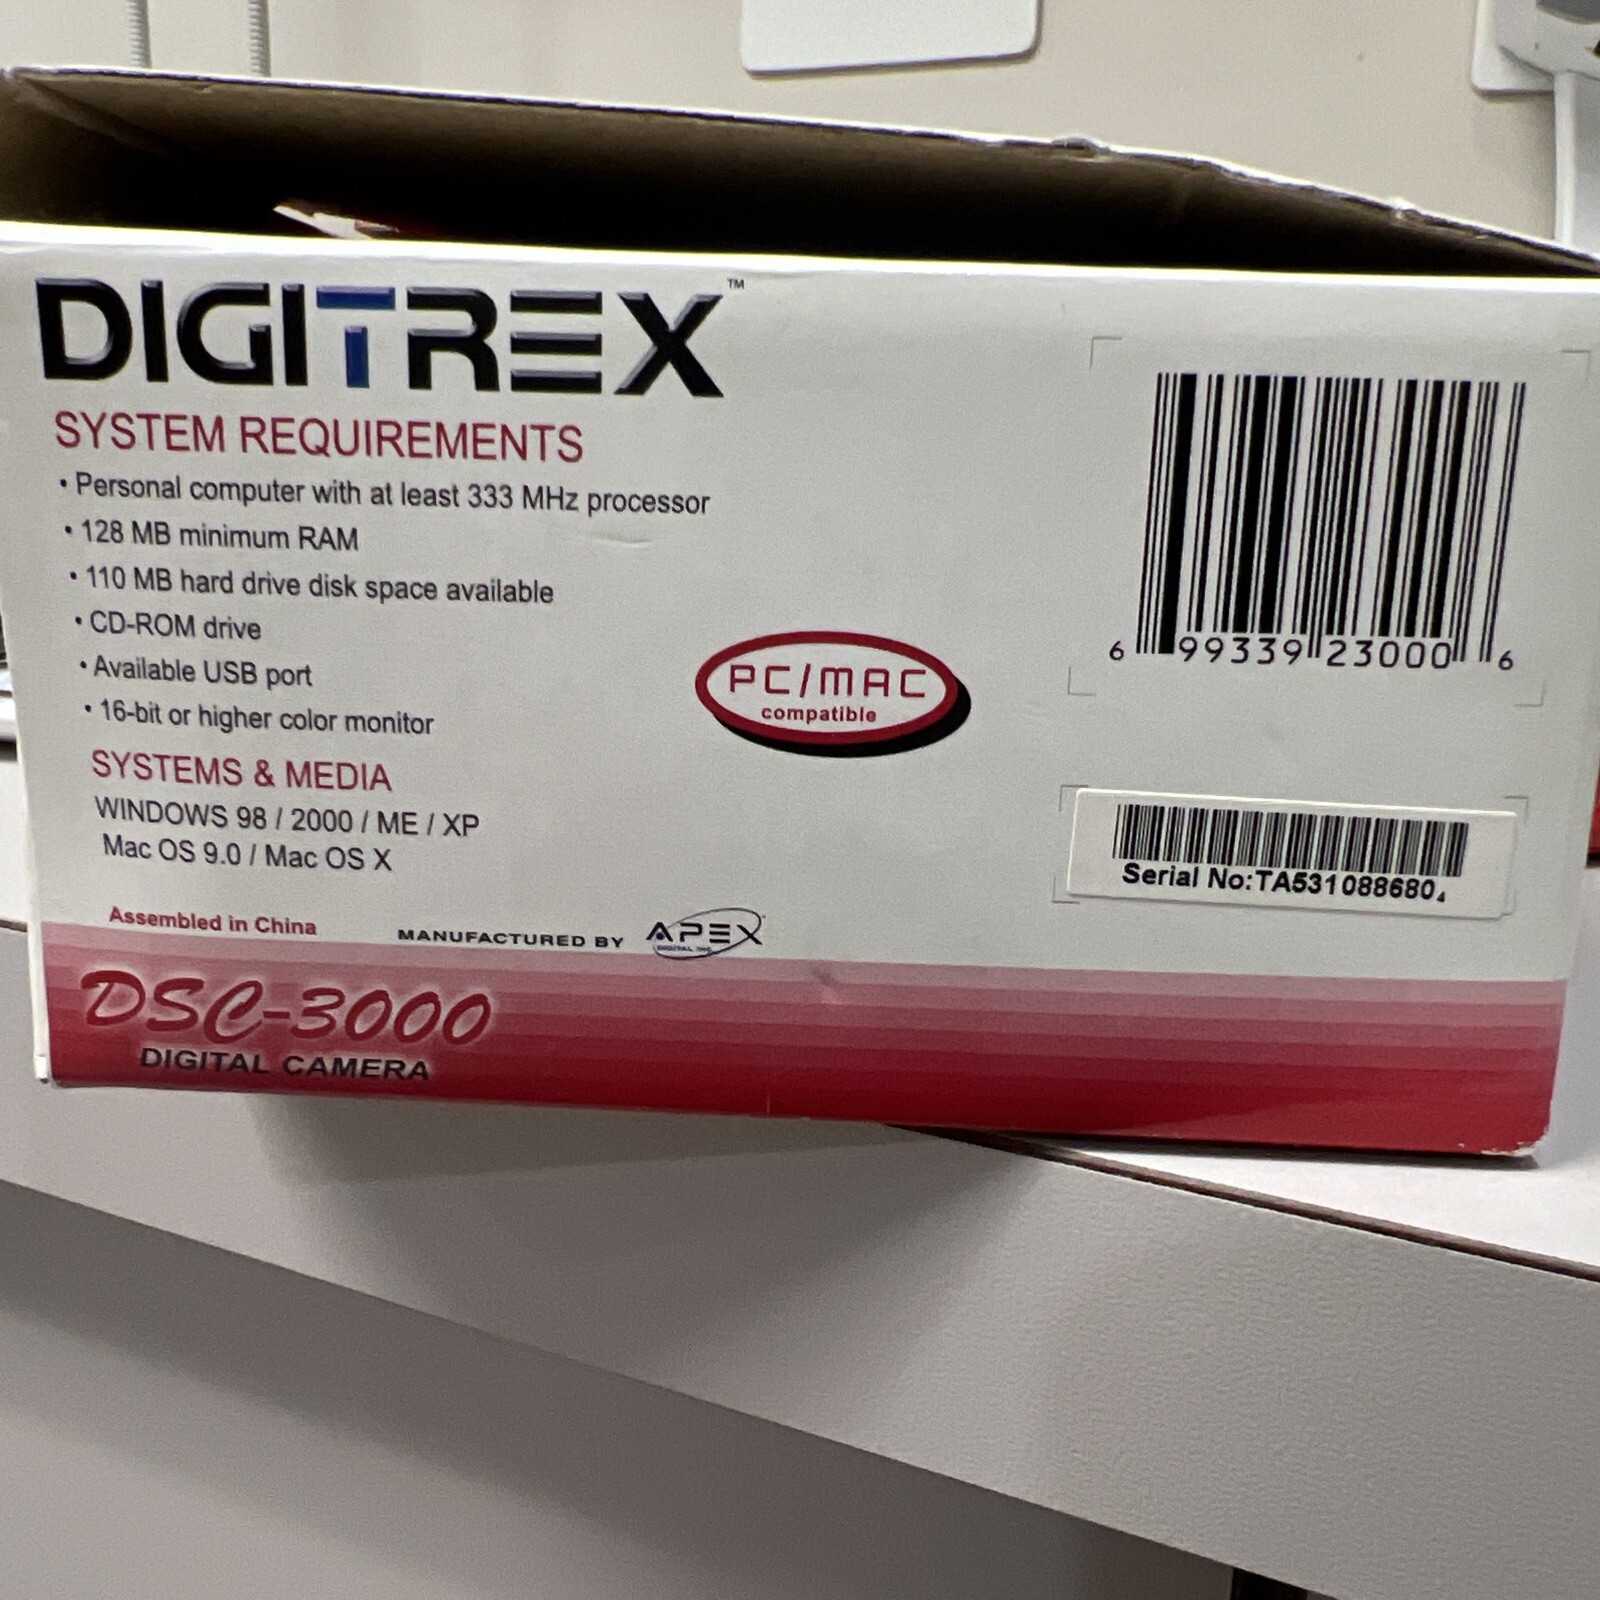 DIGITREX™
SYSTEM REQUIREMENTS
• Personal computer with at least 333 MHz processor
• 128 MB minimum RAM
• 110 MB hard drive disk space available
• CD-ROM drive
• Available USB port
• 16-bit or higher color monitor
SYSTEMS & MEDIA
WINDOWS 98 / 2000 / ME / XP
Mac OS 9.0 / Mac OS X
PC/MAC
compatible
6 99339 23000 6
Serial No:TA5310886804
Assembled in China
MANUFACTURED BY APEX
DIGITAL INC.
DSC-3000
DIGITAL CAMERA